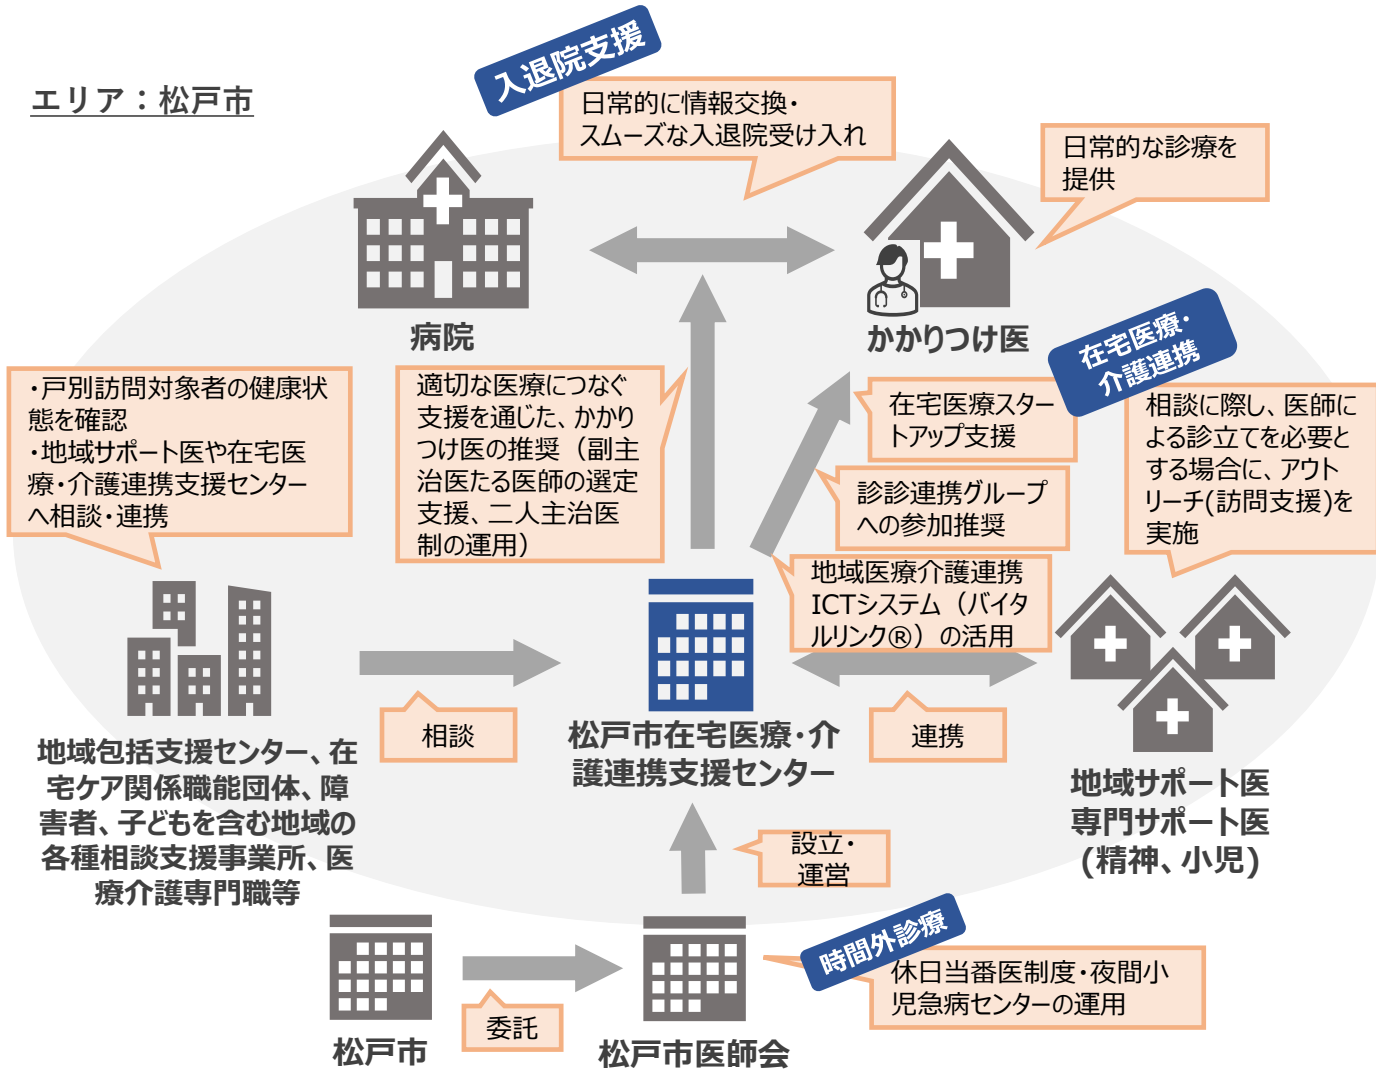 エリア：松戸市
入退院支援
日常的に情報交換・
スムーズな入退院受け入れ
日常的な診療を
提供
病院
かかりつけ医
在宅医療・
介護連携
・戸別訪問対象者の健康状
態を確認
・地域サポート医や在宅医
療・介護連携支援センター
へ相談・連携
適切な医療につなぐ
支援を通じた、かかり
つけ医の推奨（副主
治医たる医師の選定
支援、二人主治医
制の運用）
在宅医療スター
トアップ支援
診診連携グループ
への参加推奨
地域医療介護連携
ICTシステム（バイタ
ルリンク®）の活用
相談に際し、医師に
よる診立てを必要と
する場合に、アウト
リーチ(訪問支援)を
実施
相談
連携
地域包括支援センター、在
宅ケア関係職能団体、障
害者、子どもを含む地域の
各種相談支援事業所、医
療介護専門職等
松戸市在宅医療・介
護連携支援センター
地域サポート医
専門サポート医
(精神、小児)
設立・
運営
時間外診療
休日当番医制度・夜間小
児急病センターの運用
委託
松戸市
松戸市医師会